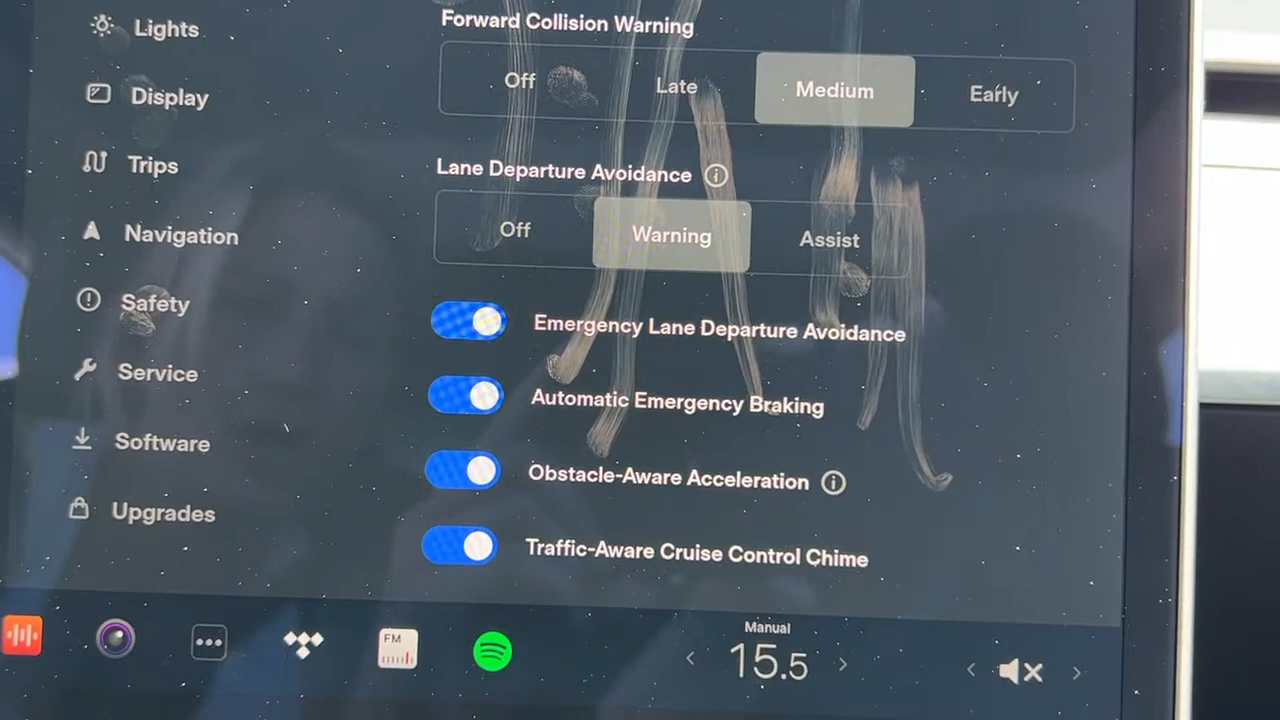 Lights
Display
Trips
Navigation
Safety
Service
Software
Upgrades
Forward Collision Warning
Off Late Medium Early
Lane Departure Avoidance
Off Warning Assist
Emergency Lane Departure Avoidance
Automatic Emergency Braking
Obstacle-Aware Acceleration
Traffic-Aware Cruise Control Chime
FM
Manual
15.5